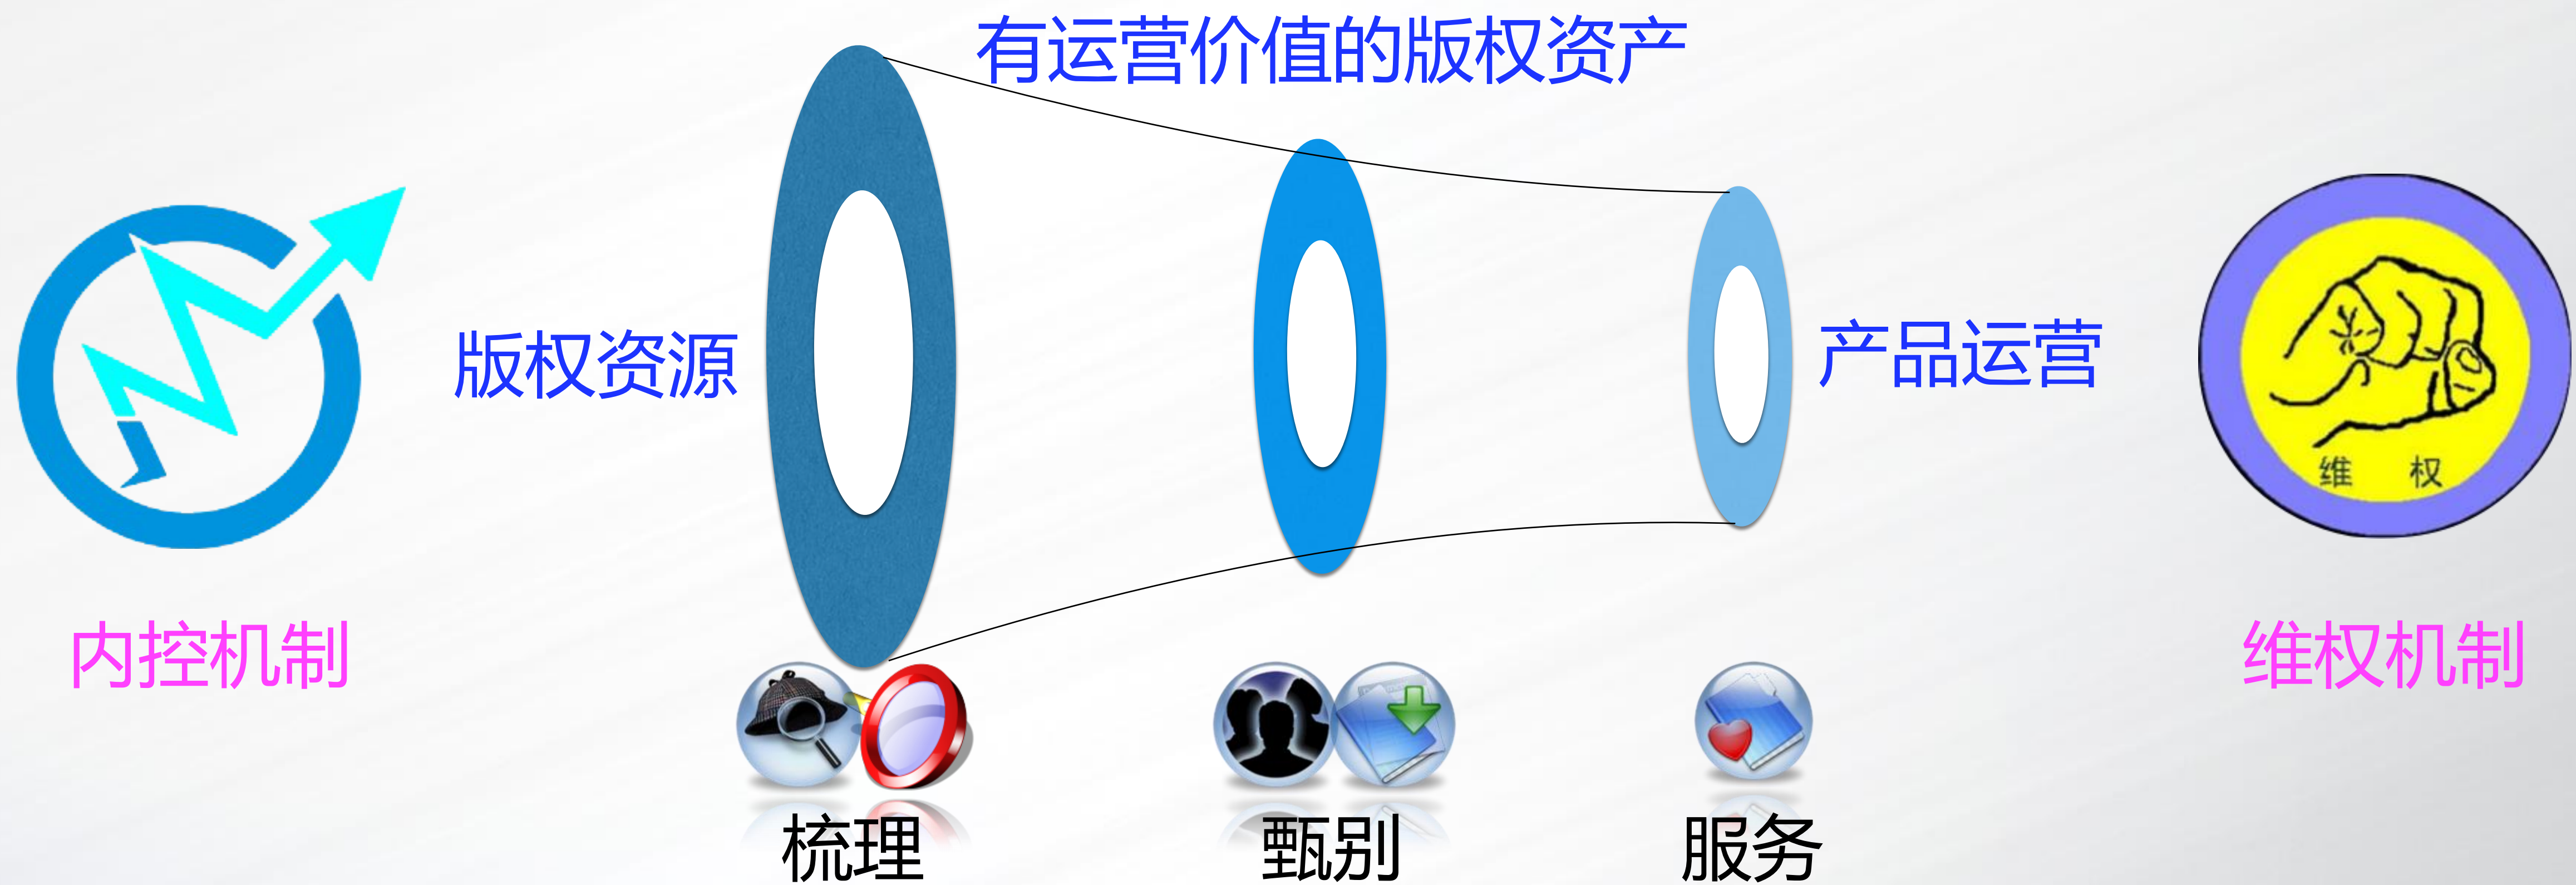 有运营价值的版权资产
版权资源
产品运营
维 权
内控机制
维权机制
梳理
甄别
服务